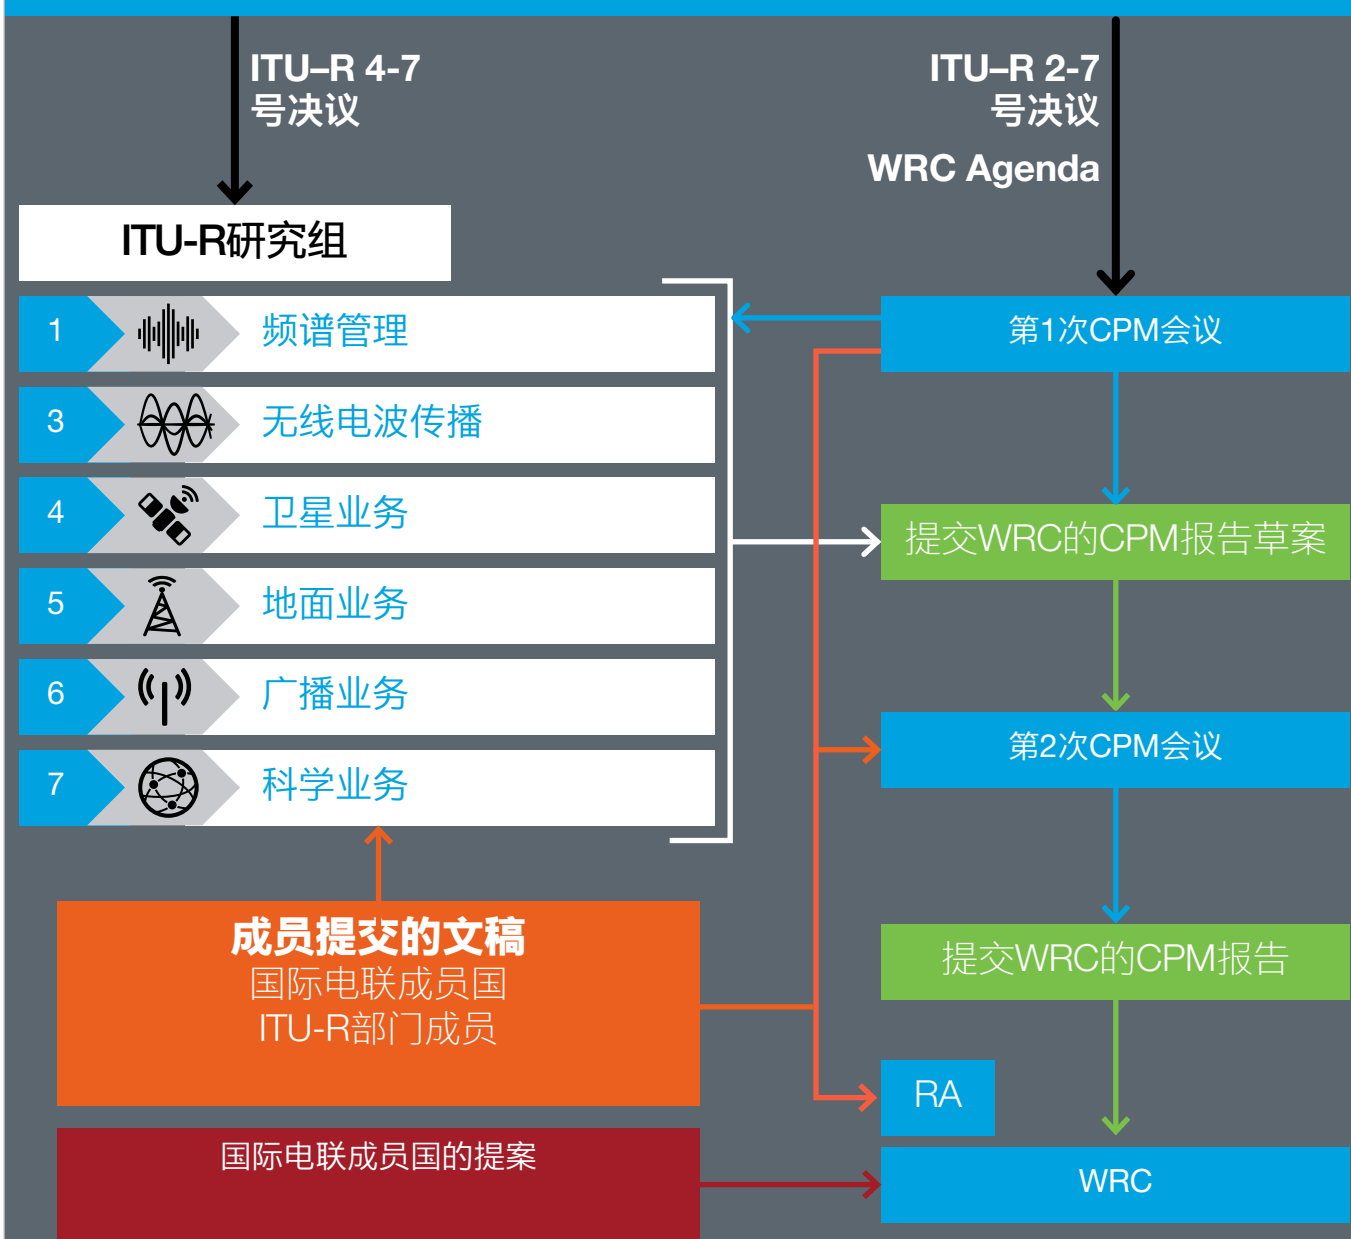 ITU–R 4-7
号决议
ITU–R 2-7
号决议
WRC Agenda
ITU-R研究组
1
频谱管理
3
无线电波传播
4
卫星业务
5
地面业务
6
广播业务
7
科学业务
第1次CPM会议
提交WRC的CPM报告草案
第2次CPM会议
提交WRC的CPM报告
RA
WRC
成员提交的文稿
国际电联成员国
ITU-R部门成员
国际电联成员国的提案